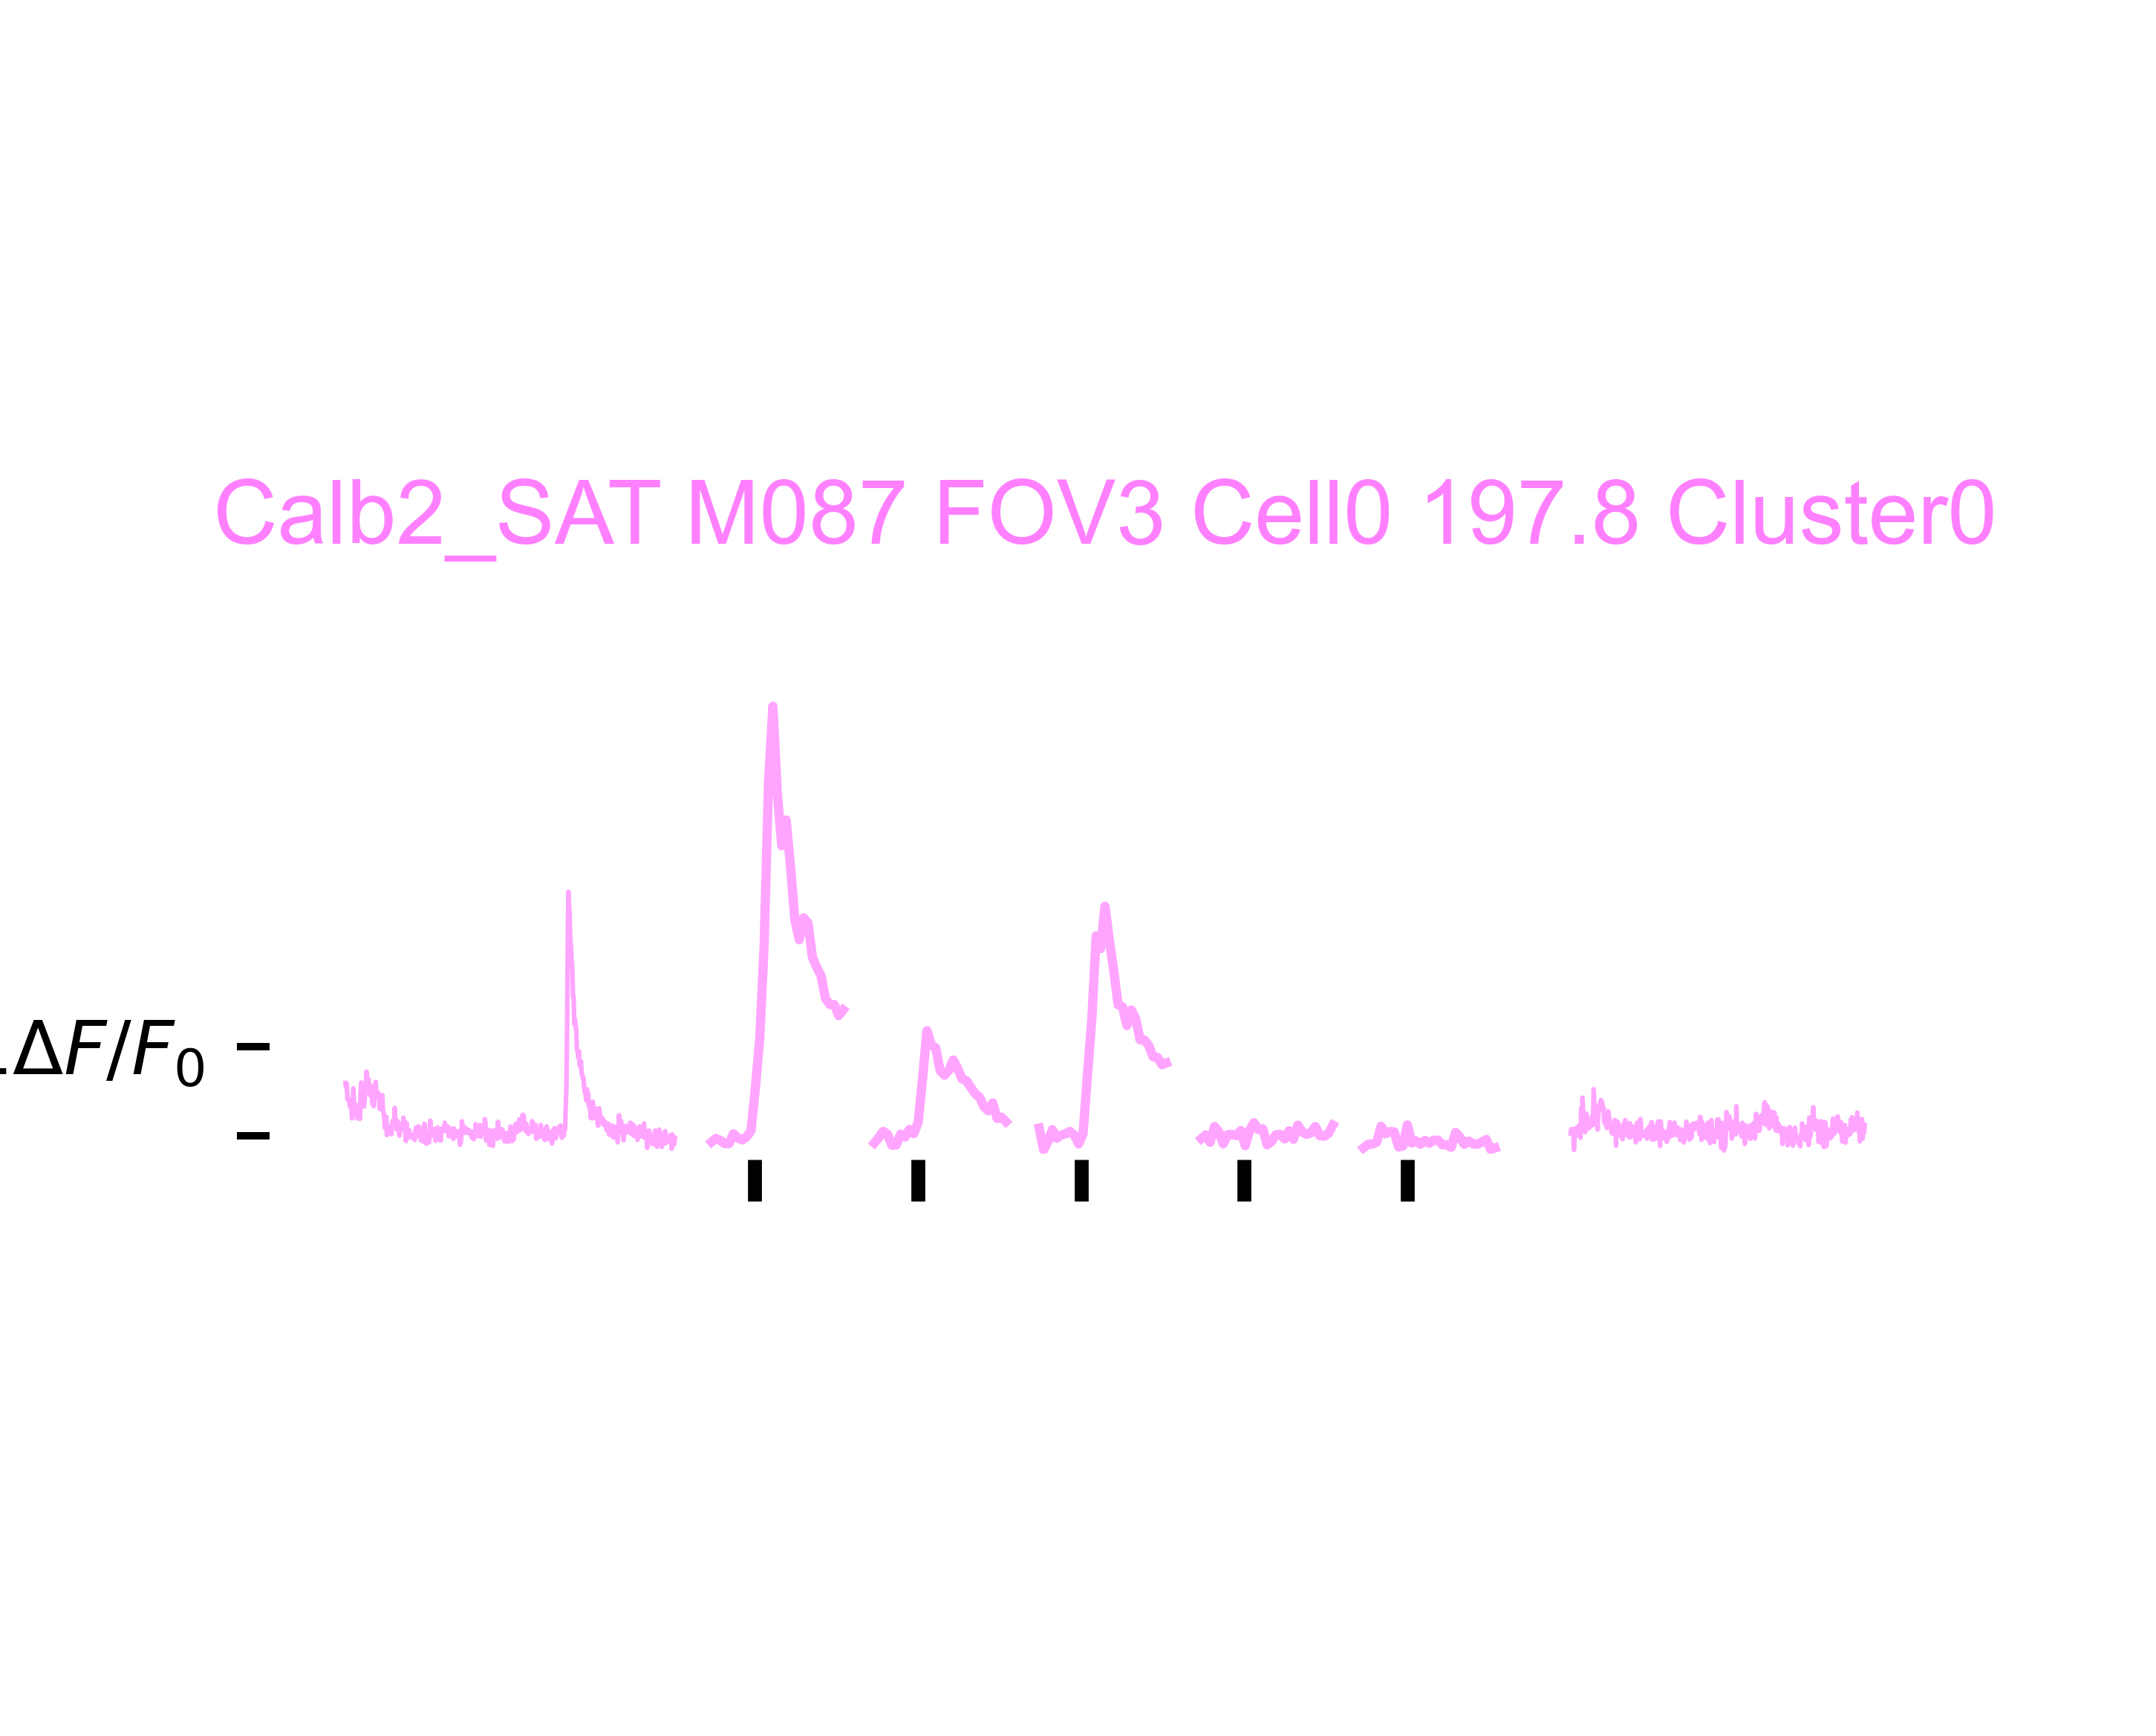 Calb2_SAT M087 FOV3 Cell0 197.8 Cluster0
ΔF/F₀